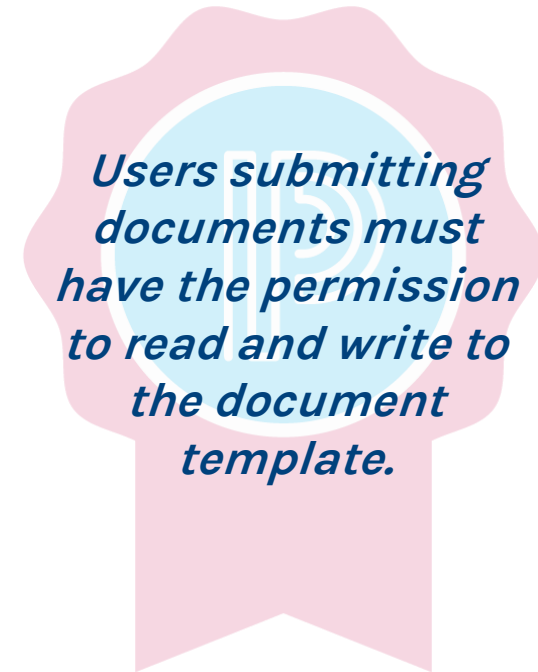 Users submitting
documents must
have the permission
to read and write to
the document
template.